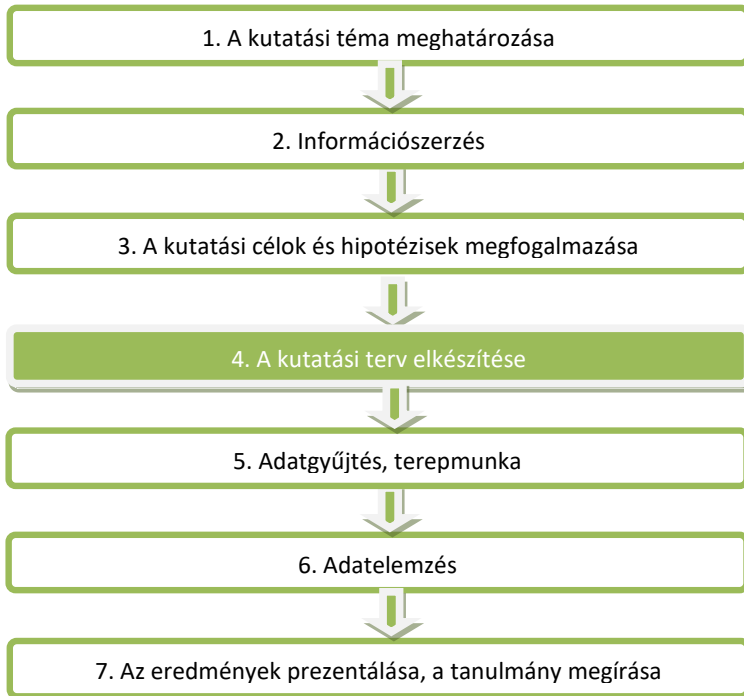 1. A kutatási téma meghatározása
2. Információszerzés
3. A kutatási célok és hipotézisek megfogalmazása
4. A kutatási terv elkészítése
5. Adatgyűjtés, terepmunka
6. Adatelemzés
7. Az eredmények prezentálása, a tanulmány megírása